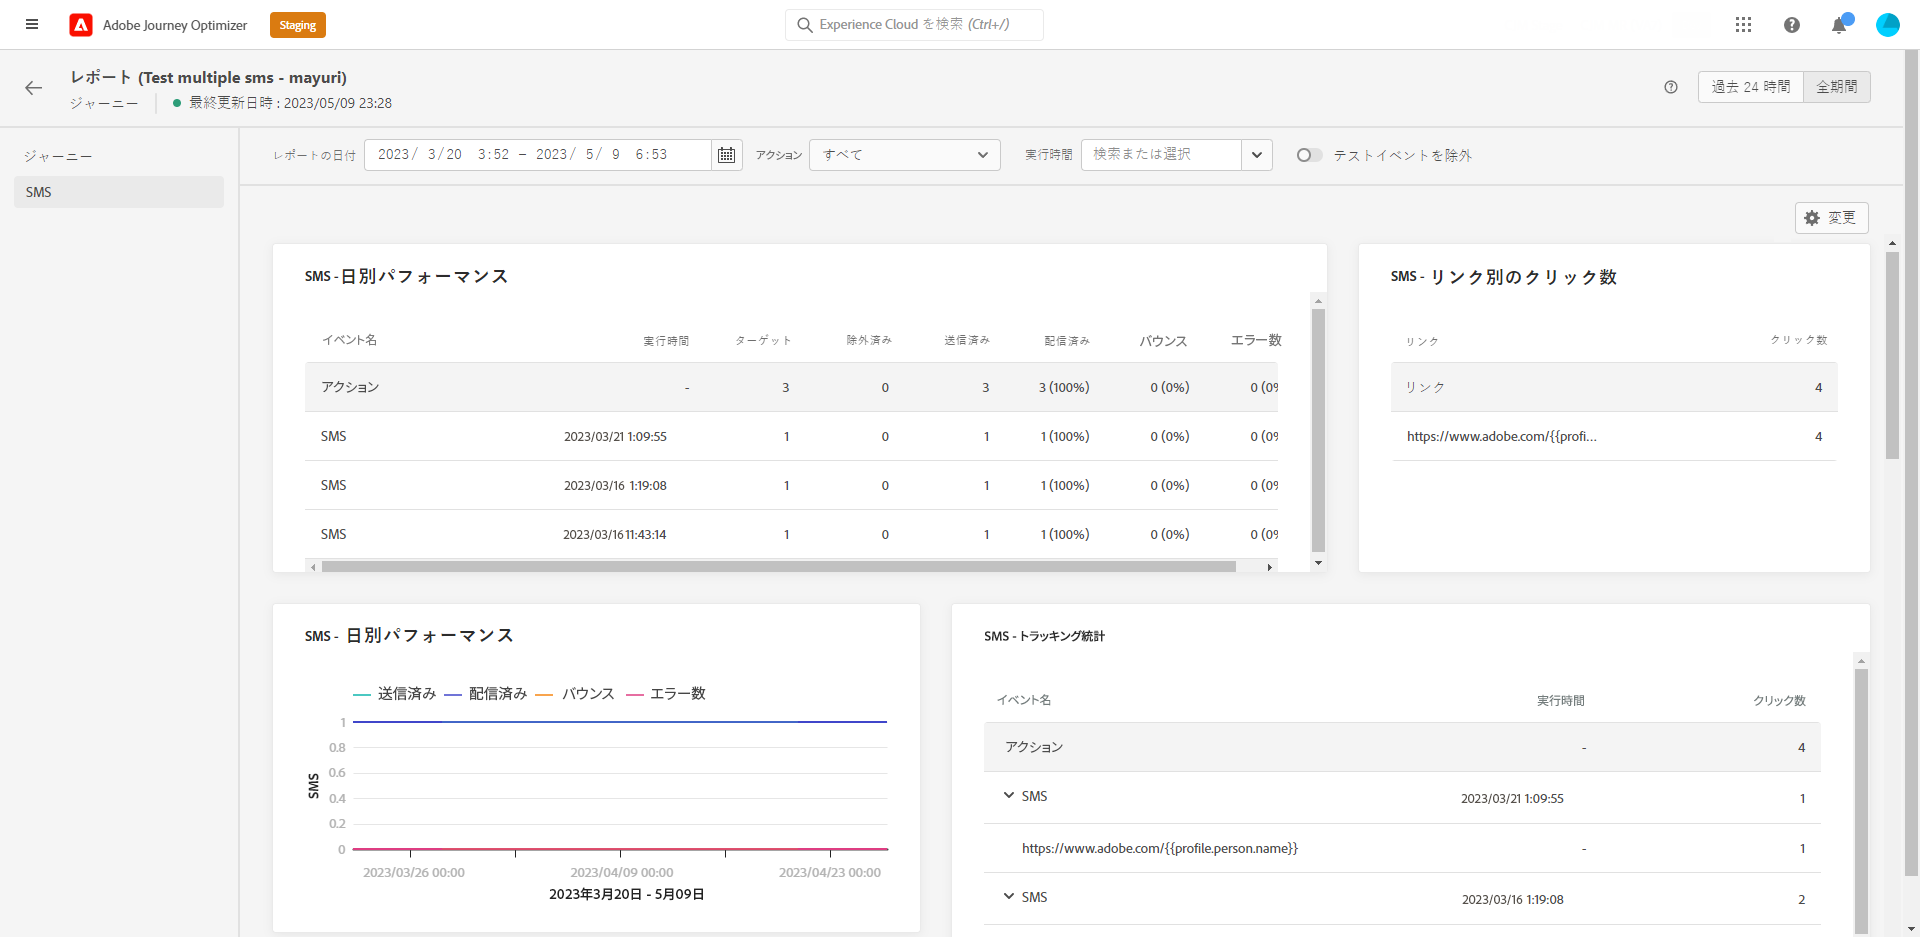 Adobe Journey Optimizer
Staging
Experience Cloud を検索 (Ctrl+/)
レポート (Test multiple sms - mayuri)
ジャーニー
最終更新日時 : 2023/05/09 23:28
過去 24 時間
全期間
ジャーニー
SMS
レポートの日付 2023/ 3/20 3:52 – 2023/ 5/ 9 6:53 アクション すべて 実行時間 検索または選択 テストイベントを除外
変更
SMS - 日別パフォーマンス
イベント名 実行時間 ターゲット 除外済み 送信済み 配信済み バウンス エラー数
アクション - 3 0 3 3 (100%) 0 (0%) 0 (0%
SMS 2023/03/21 1:09:55 1 0 1 1 (100%) 0 (0%) 0 (0%
SMS 2023/03/16 1:19:08 1 0 1 1 (100%) 0 (0%) 0 (0%
SMS 2023/03/16 11:43:14 1 0 1 1 (100%) 0 (0%) 0 (0%
SMS - リンク別のクリック数
リンク クリック数
リンク 4
https://www.adobe.com/{{profi... 4
SMS - 日別パフォーマンス
送信済み 配信済み バウンス エラー数
1
0.8
0.6
0.4
0.2
0
SMS
2023/03/26 00:00 2023/04/09 00:00 2023/04/23 00:00
2023年3月20日 - 5月09日
SMS - トラッキング統計
イベント名 実行時間 クリック数
アクション - 4
SMS 2023/03/21 1:09:55 1
https://www.adobe.com/{{profile.person.name}} - 1
SMS 2023/03/16 1:19:08 2